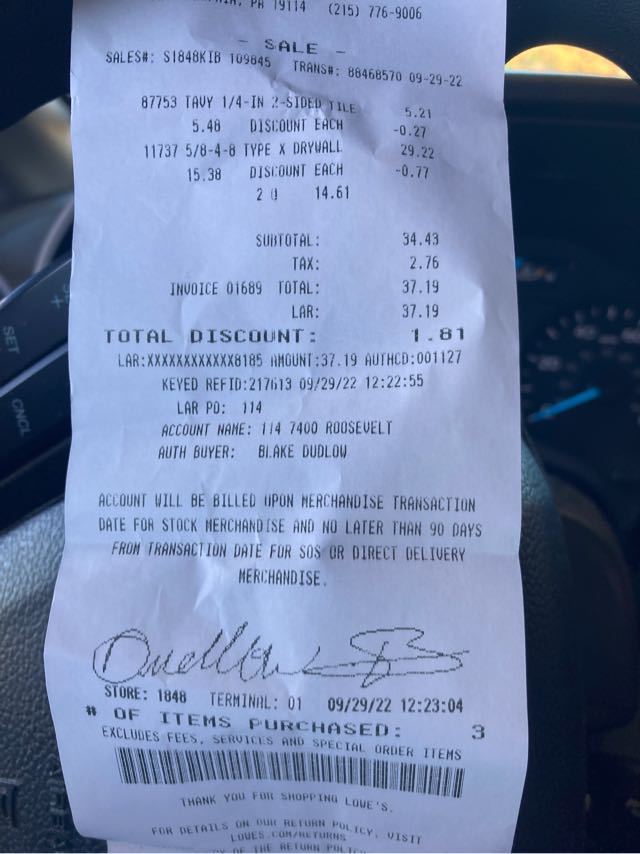 PA 19114 (215) 776-9006
- SALE -
SALES#: S1848KIB 109845 TRANS#: 88468570 09-29-22
87753 TAVY 1/4-IN 2-SIDED TILE 5.21
5.48 DISCOUNT EACH -0.27
11737 5/8-4-8 TYPE X DRYWALL 29.22
15.38 DISCOUNT EACH -0.77
2 @ 14.61
SUBTOTAL: 34.43
TAX: 2.76
INVOICE 01689 TOTAL: 37.19
LAR: 37.19
TOTAL DISCOUNT: 1.81
LAR:XXXXXXXXXXXX8185 AMOUNT:37.19 AUTHCD:001127
KEYED REFID:217613 09/29/22 12:22:55
LAR PO: 114
ACCOUNT NAME: 114 7400 ROOSEVELT
AUTH BUYER: BLAKE DUDLOW
ACCOUNT WILL BE BILLED UPON MERCHANDISE TRANSACTION
DATE FOR STOCK MERCHANDISE AND NO LATER THAN 90 DAYS
FROM TRANSACTION DATE FOR SOS OR DIRECT DELIVERY
MERCHANDISE.
STORE: 1848 TERMINAL: 01 09/29/22 12:23:04
# OF ITEMS PURCHASED: 3
EXCLUDES FEES, SERVICES AND SPECIAL ORDER ITEMS
THANK YOU FOR SHOPPING LOWE'S.
FOR DETAILS ON OUR RETURN POLICY, VISIT
LOWES.COM/RETURNS
OF THE RETURN POLICY
SET
CNCL